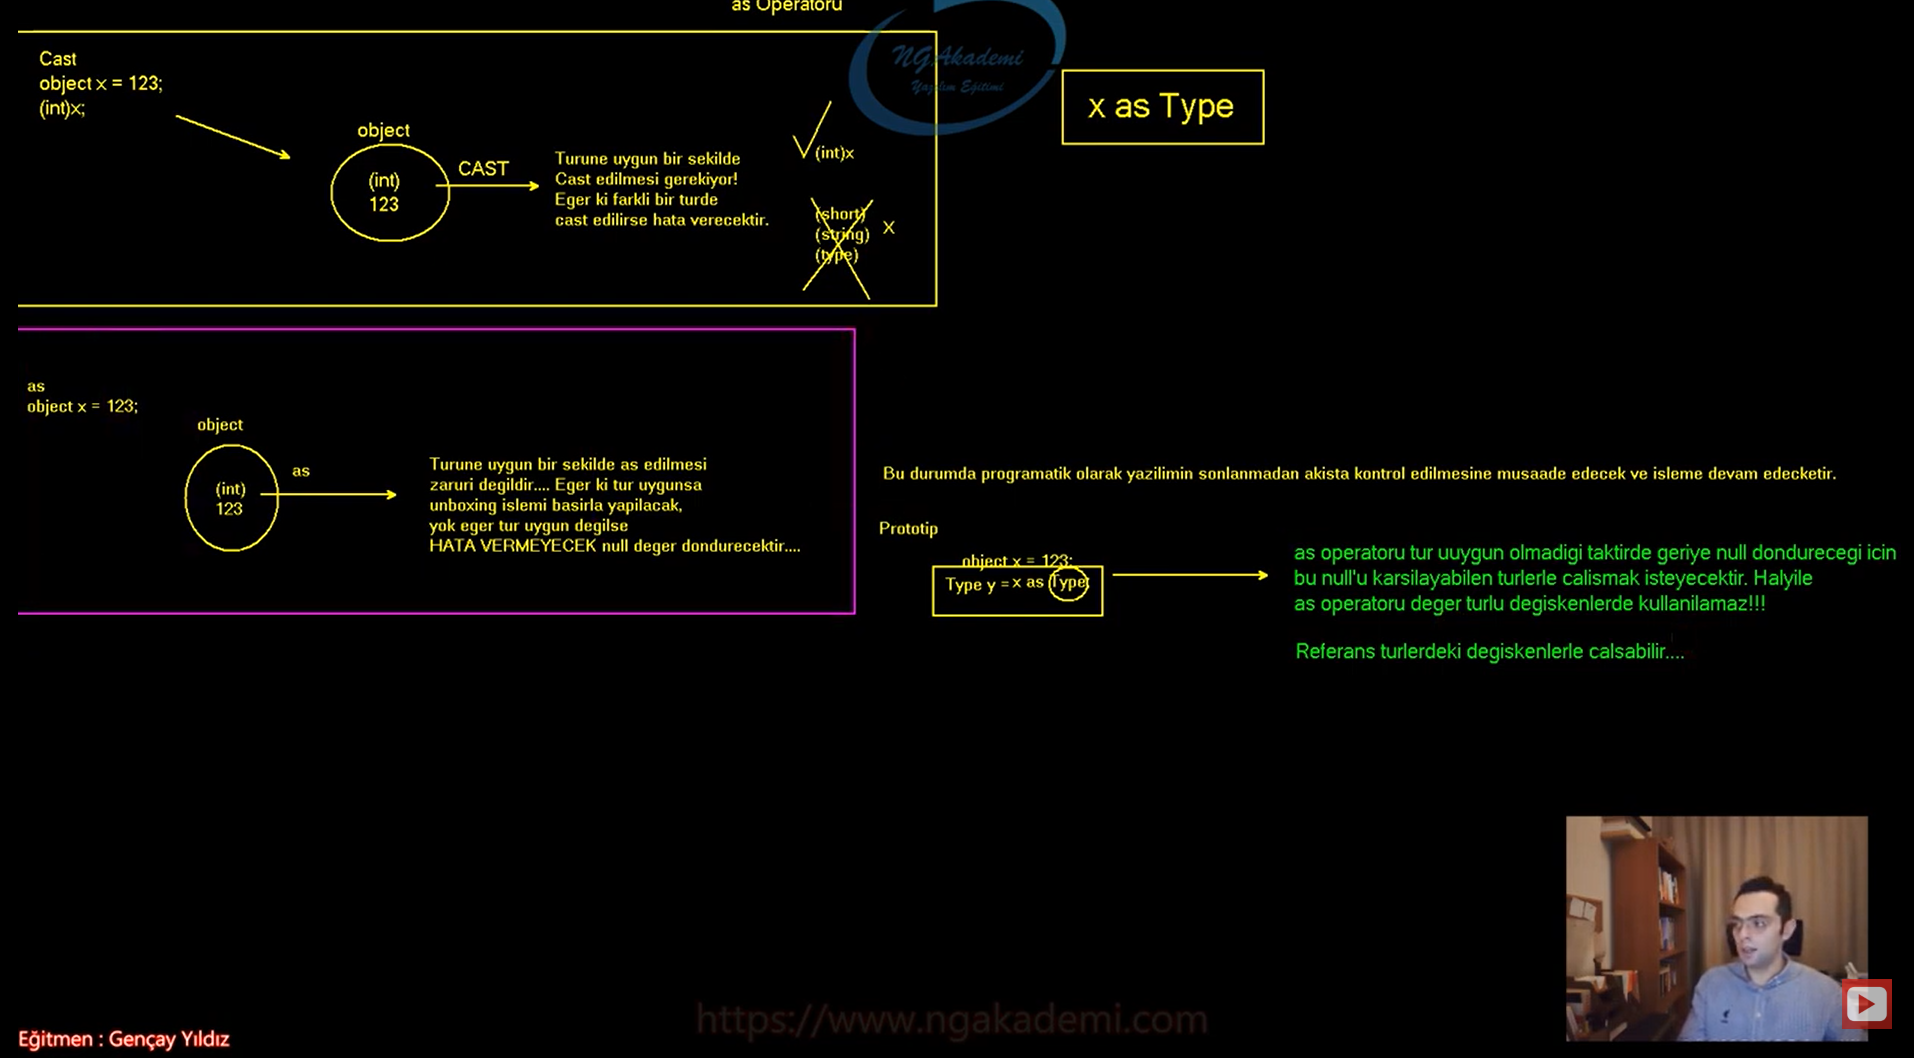 as Operatoru
NGAkademi
Yazılım Eğitimi
Cast
object x = 123;
(int)x;
object
(int)
123
CAST
Turune uygun bir sekilde
Cast edilmesi gerekiyor!
Eger ki farkli bir turde
cast edilirse hata verecektir.
(int)x
(short)
(string)
(type)
x
x as Type
as
object x = 123;
object
(int)
123
as
Turune uygun bir sekilde as edilmesi
zaruri degildir.... Eger ki tur uygunsa
unboxing islemi basirla yapilacak,
yok eger tur uygun degilse
HATA VERMEYECEK null deger dondurecektir....
Bu durumda programatik olarak yazilimin sonlanmadan akista kontrol edilmesine musaade edecek ve isleme devam edecketir.
Prototip
object x = 123;
Type y = x as Type;
as operatoru tur uuygun olmadigi taktirde geriye null dondurecegi icin
bu null'u karsilayabilen turlerle calismak isteyecektir. Halyile
as operatoru deger turlu degiskenlerde kullanilamaz!!!
Referans turlerdeki degiskenlerle calsabilir....
https://www.ngakademi.com
Eğitmen : Gençay Yıldız